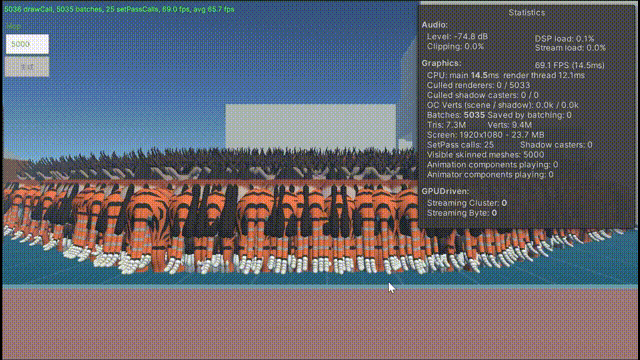 5036 drawCall, 5035 batches, 25 setPassCalls, 69.0 fps, avg 65.7 fps
5000
Statistics
Audio:
Level: -74.8 dB DSP load: 0.1%
Clipping: 0.0% Stream load: 0.0%
Graphics: 69.1 FPS (14.5ms)
CPU: main 14.5ms render thread 12.1ms
Culled renderers: 0 / 5033
Culled shadow casters: 0 / 0
OC Verts (scene / shadow): 0.0k / 0.0k
Batches: 5035 Saved by batching: 0
Tris: 7.3M Verts: 9.4M
Screen: 1920x1080 - 23.7 MB
SetPass calls: 25 Shadow casters: 0
Visible skinned meshes: 5000
Animation components playing: 0
Animator components playing: 0
GPUDriven:
Streaming Cluster: 0
Streaming Byte: 0